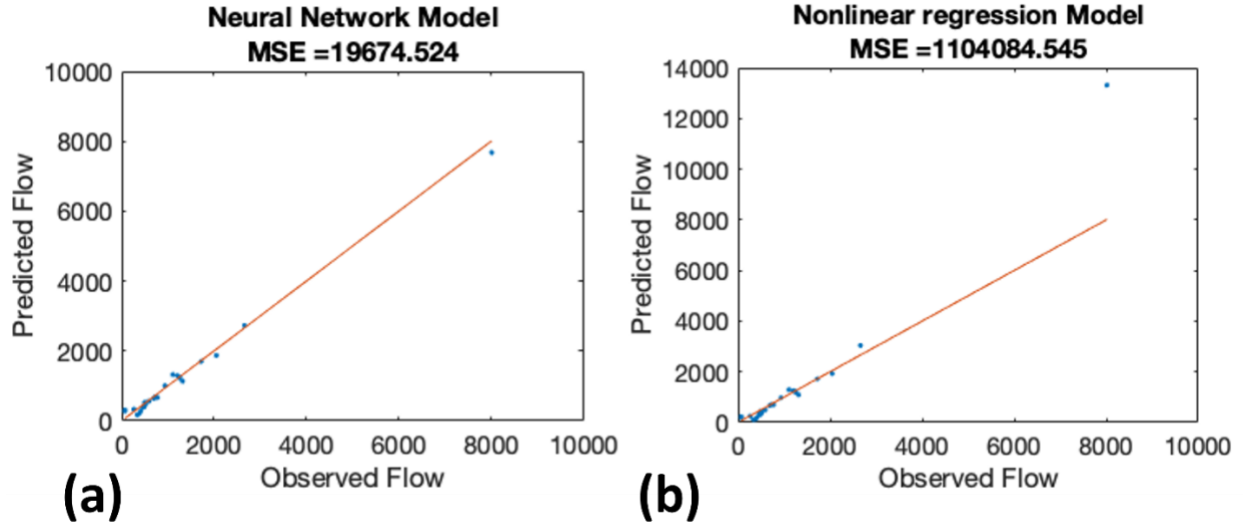 Neural Network Model
MSE =19674.524
10000
8000
6000
4000
2000
0
Predicted Flow
0 2000 4000 6000 8000 10000
Observed Flow
(a)
Nonlinear regression Model
MSE =1104084.545
14000
12000
10000
8000
6000
4000
2000
0
Predicted Flow
0 2000 4000 6000 8000 10000
Observed Flow
(b)